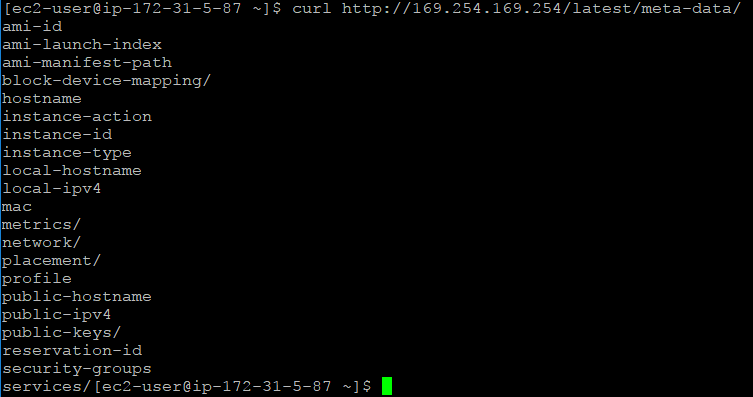 [ec2-user@ip-172-31-5-87 ~]$ curl http://169.254.169.254/latest/meta-data/
ami-id
ami-launch-index
ami-manifest-path
block-device-mapping/
hostname
instance-action
instance-id
instance-type
local-hostname
local-ipv4
mac
metrics/
network/
placement/
profile
public-hostname
public-ipv4
public-keys/
reservation-id
security-groups
services/[ec2-user@ip-172-31-5-87 ~]$